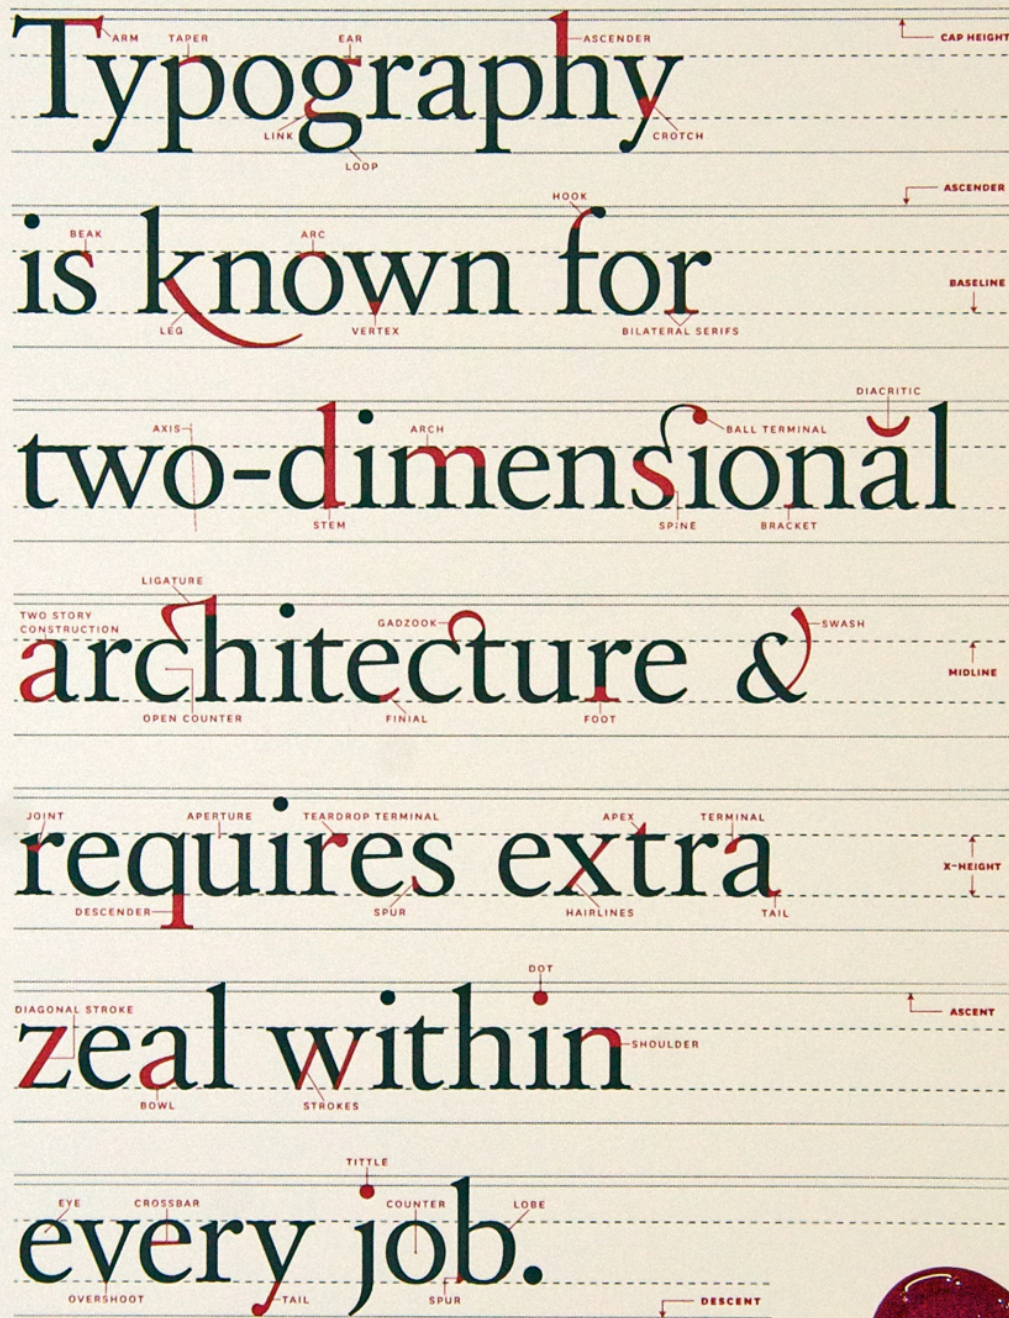 Typography
ARM TAPER EAR ASCENDER CAP HEIGHT
LINK LOOP CROTCH
ASCENDER
HOOK
is known for
BEAK ARC
BASELINE
LEG VERTEX BILATERAL SERIFS
DIACRITIC
two-dimensional
AXIS ARCH BALL TERMINAL
STEM SPINE BRACKET
LIGATURE
TWO STORY
CONSTRUCTION
GADZOOK SWASH
architecture &
MIDLINE
OPEN COUNTER FINIAL FOOT
JOINT APERTURE TEARDROP TERMINAL APEX TERMINAL
requires extra
X-HEIGHT
DESCENDER SPUR HAIRLINES TAIL
DOT
DIAGONAL STROKE ASCENT
zeal within
SHOULDER
BOWL STROKES
TITTLE
EYE CROSSBAR COUNTER LOBE
every job.
OVERSHOOT TAIL SPUR DESCENT